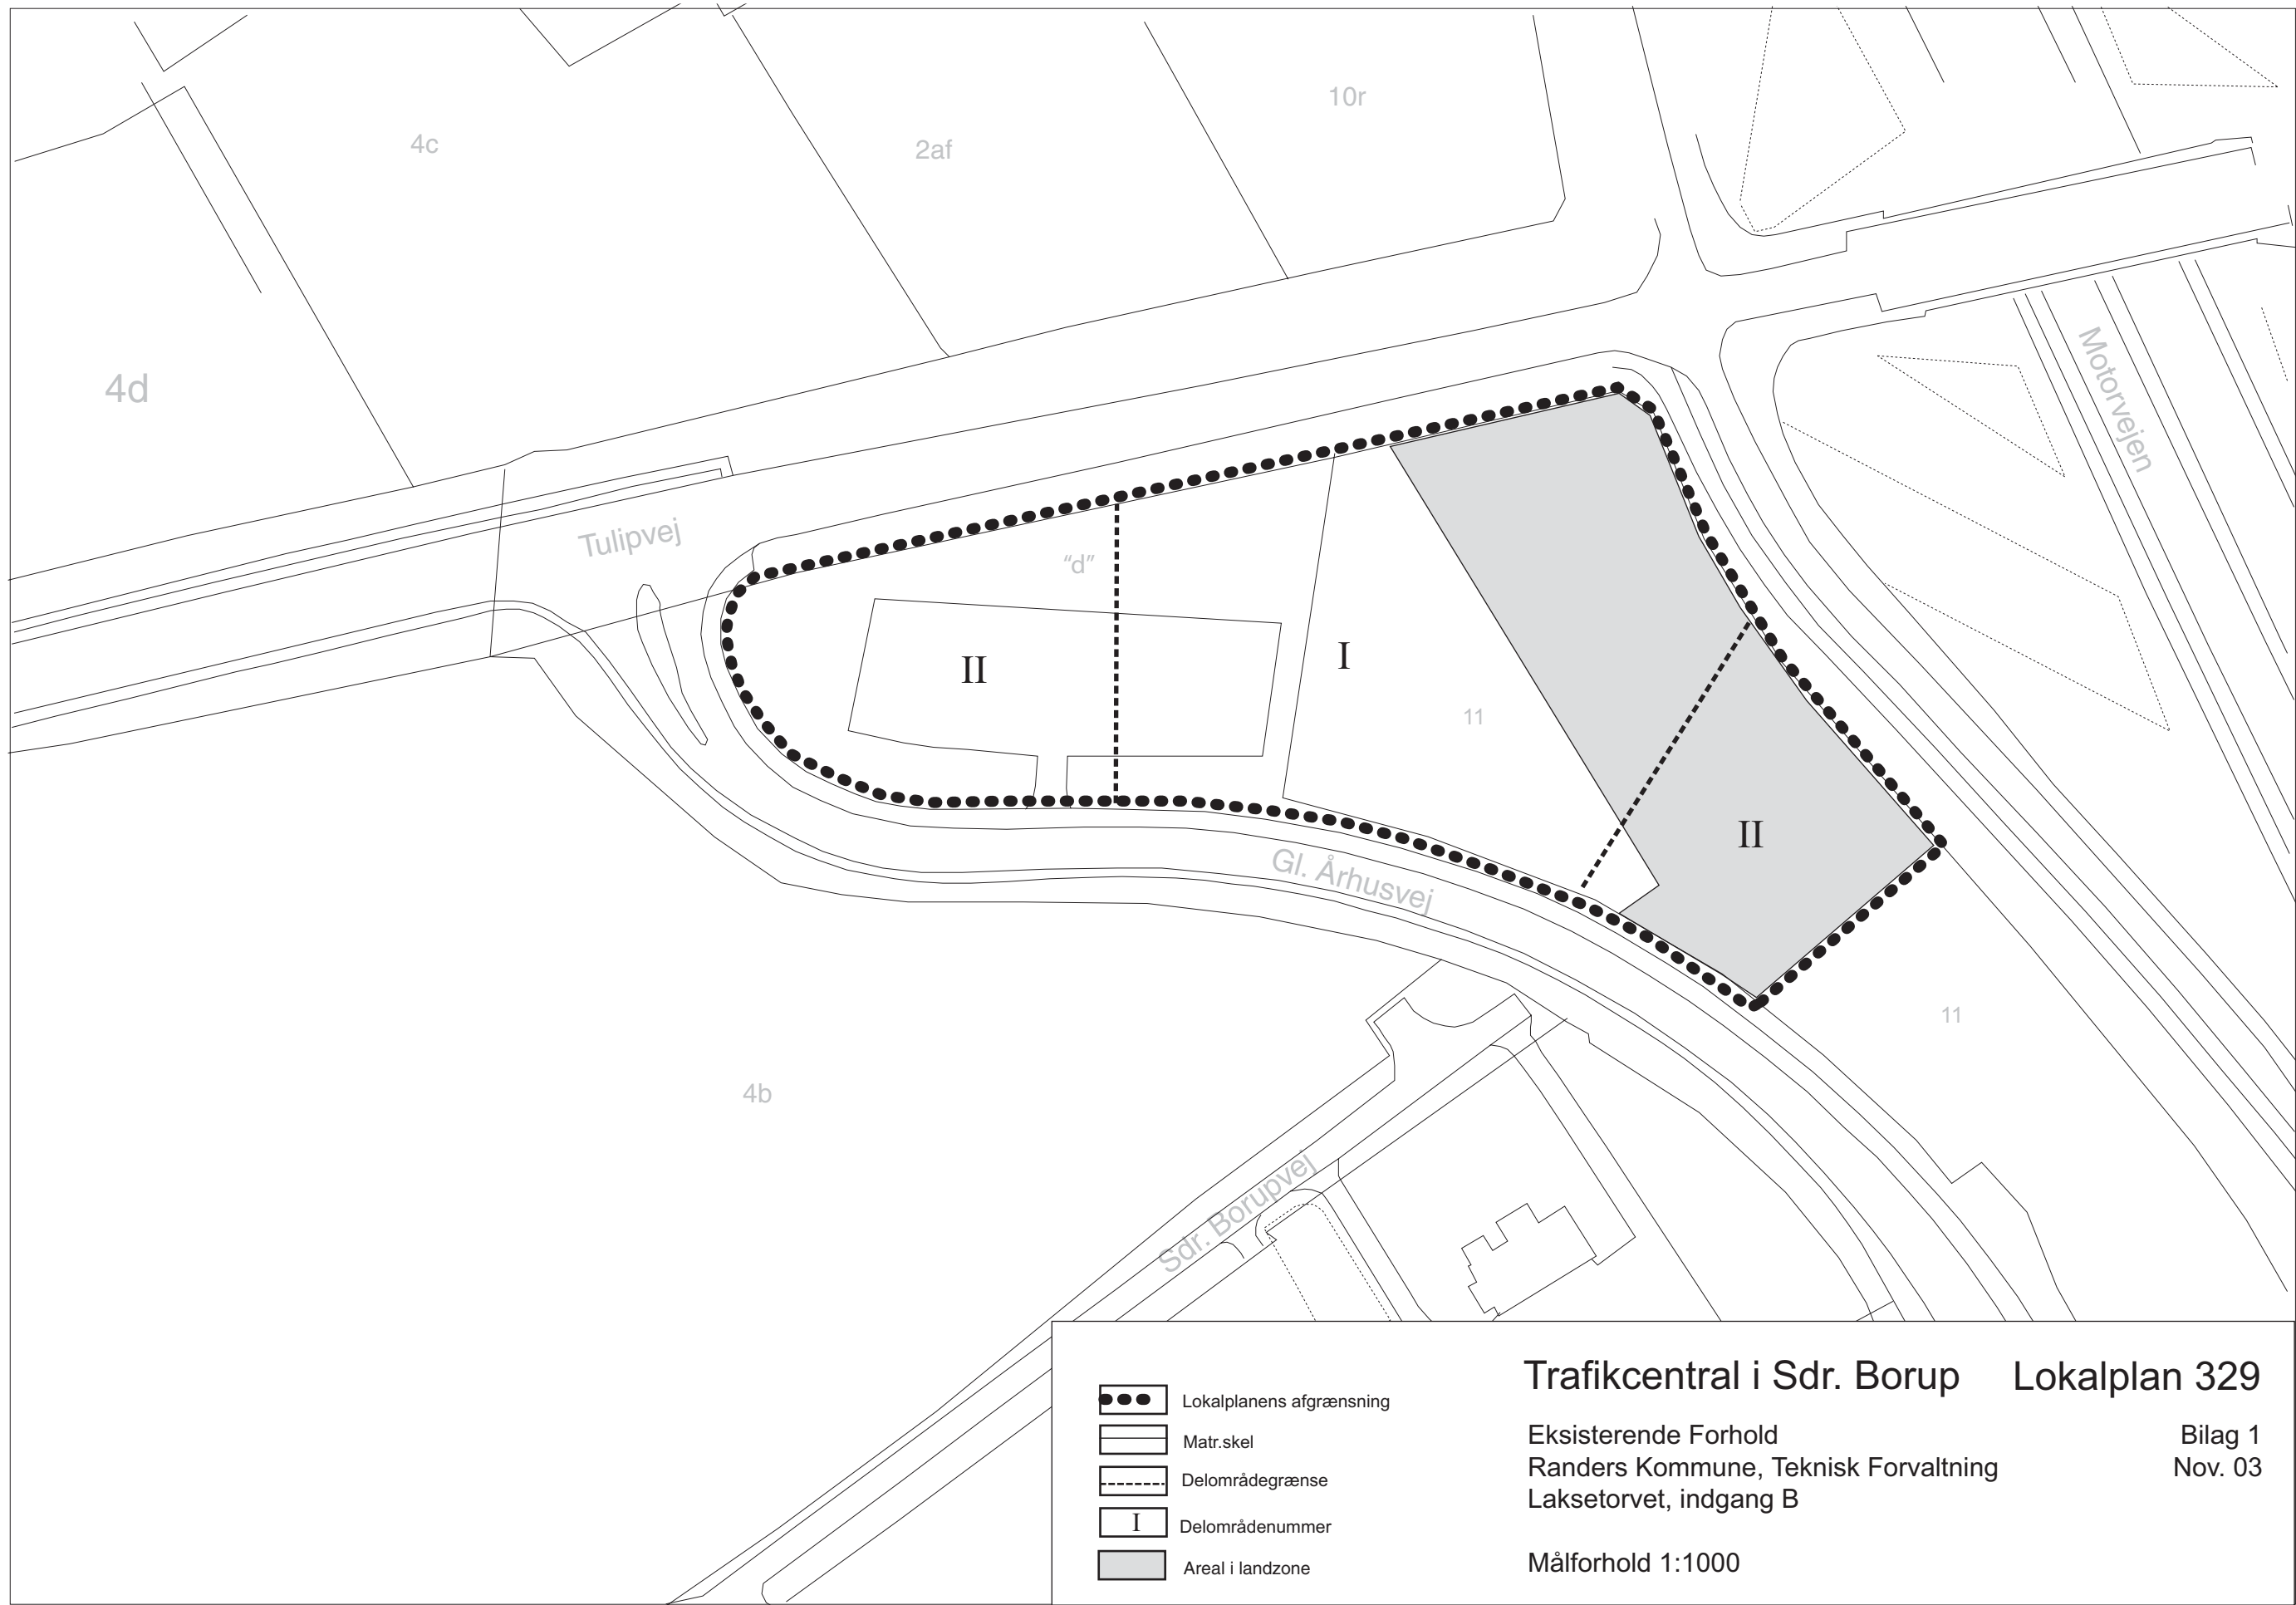 10r
4c
2af
4d
Motorvejen
Tulipvej
“d”
II
I
11
II
Gl. Århusvej
11
4b
Sdr. Borupvej
Trafikcentral i Sdr. Borup
Lokalplan 329
Lokalplanens afgrænsning
Matr.skel
Delområdegrænse
I
Delområdenummer
Areal i landzone
Eksisterende Forhold
Randers Kommune, Teknisk Forvaltning
Laksetorvet, indgang B
Målforhold 1:1000
Bilag 1
Nov. 03